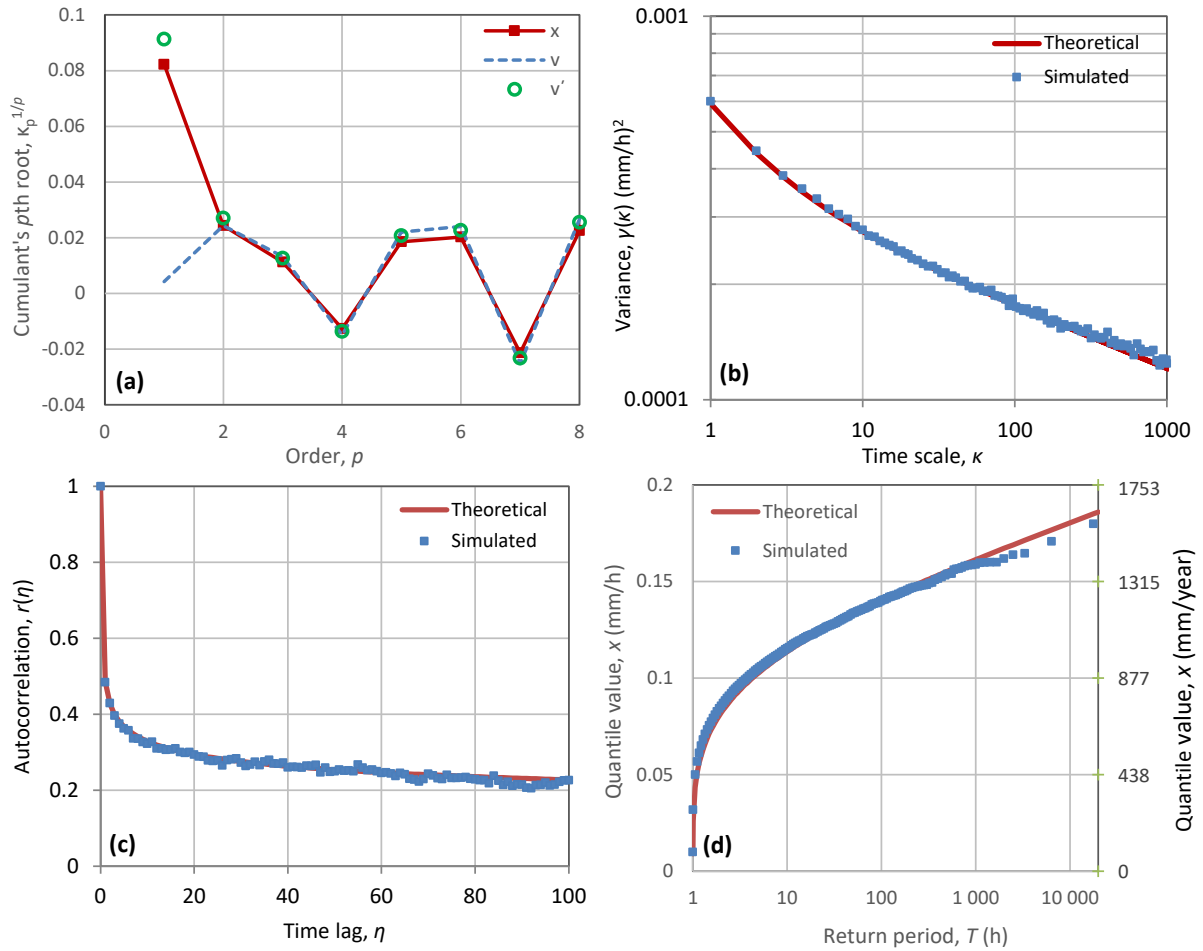 0.1
0.08
0.06
0.04
0.02
0
-0.02
-0.04
0 2 4 6 8
Cumulant's pth root, κp^1/p
Order, p
x
v
v′
(a)
0.001
0.0001
1 10 100 1000
Variance, γ(κ) (mm/h)²
Time scale, κ
Theoretical
Simulated
(b)
1
0.8
0.6
0.4
0.2
0
0 20 40 60 80 100
Autocorrelation, r(η)
Time lag, η
Theoretical
Simulated
(c)
0.2
0.15
0.1
0.05
0
1 10 100 1 000 10 000
Quantile value, x (mm/h)
Return period, T (h)
Theoretical
Simulated
(d)
1753
1315
877
438
0
Quantile value, x (mm/year)